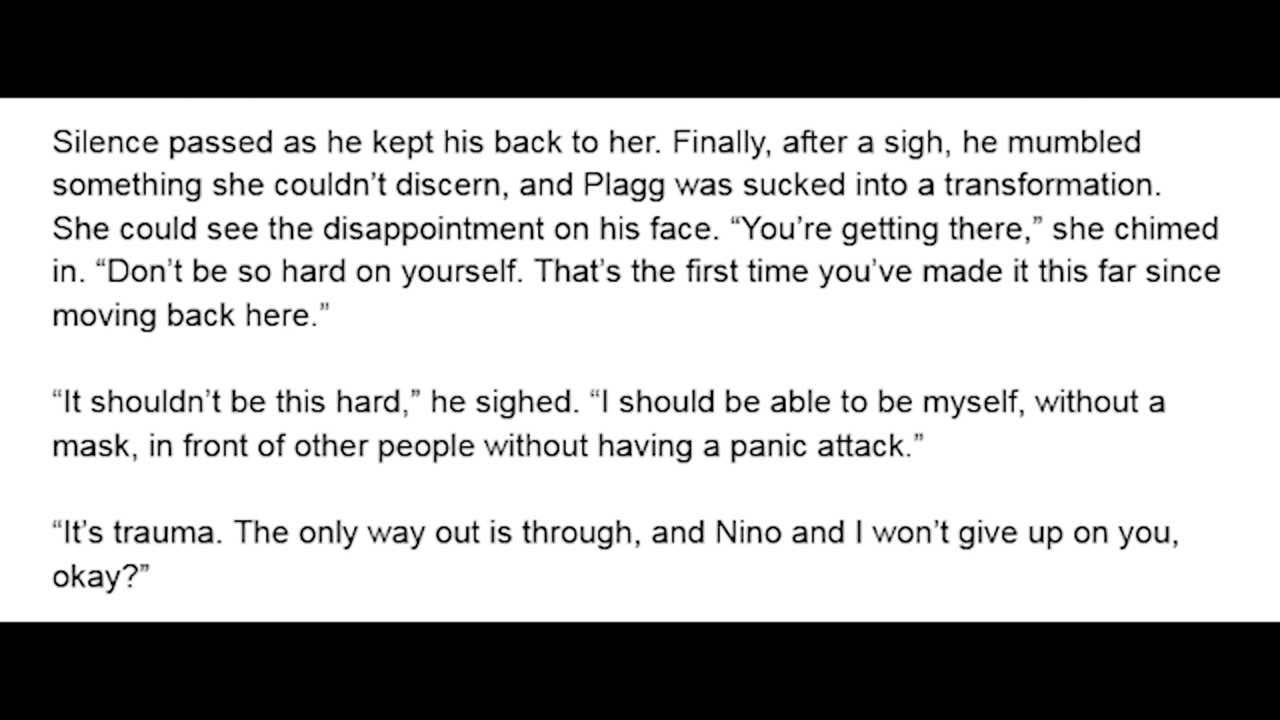 Silence passed as he kept his back to her. Finally, after a sigh, he mumbled
something she couldn’t discern, and Plagg was sucked into a transformation.
She could see the disappointment on his face. “You’re getting there,” she chimed
in. “Don’t be so hard on yourself. That’s the first time you’ve made it this far since
moving back here.”
“It shouldn’t be this hard,” he sighed. “I should be able to be myself, without a
mask, in front of other people without having a panic attack.”
“It’s trauma. The only way out is through, and Nino and I won’t give up on you,
okay?”